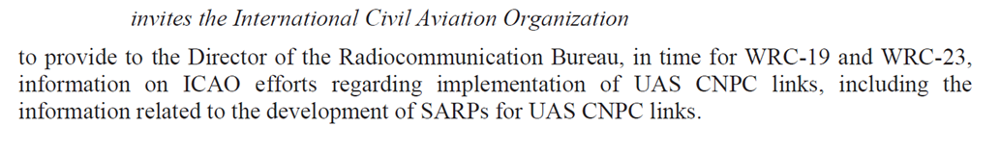 invites the International Civil Aviation Organization
to provide to the Director of the Radiocommunication Bureau, in time for WRC-19 and WRC-23,
information on ICAO efforts regarding implementation of UAS CNPC links, including the
information related to the development of SARPs for UAS CNPC links.